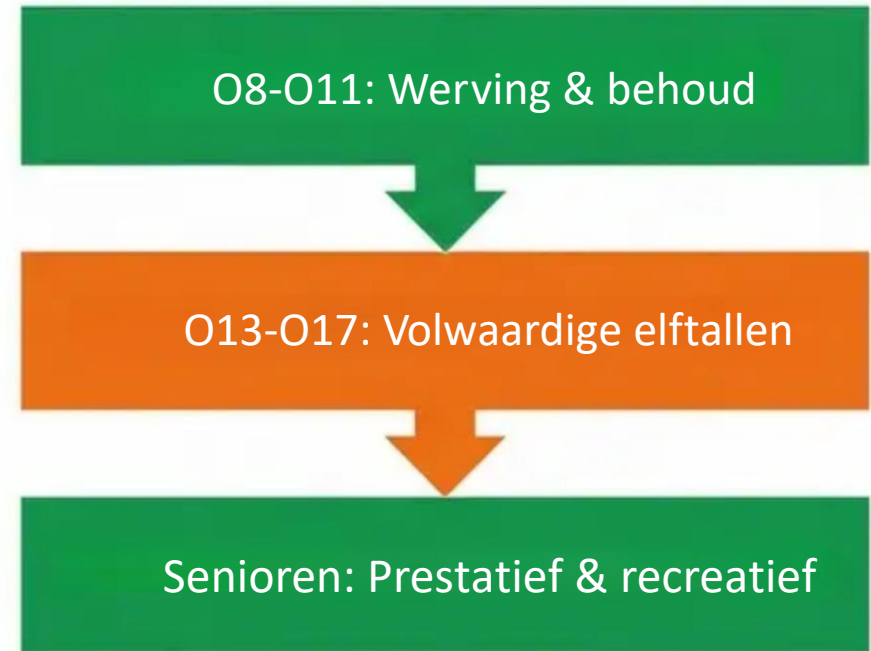 O8-O11: Werving & behoud
O13-O17: Volwaardige elftallen
Senioren: Prestatief & recreatief